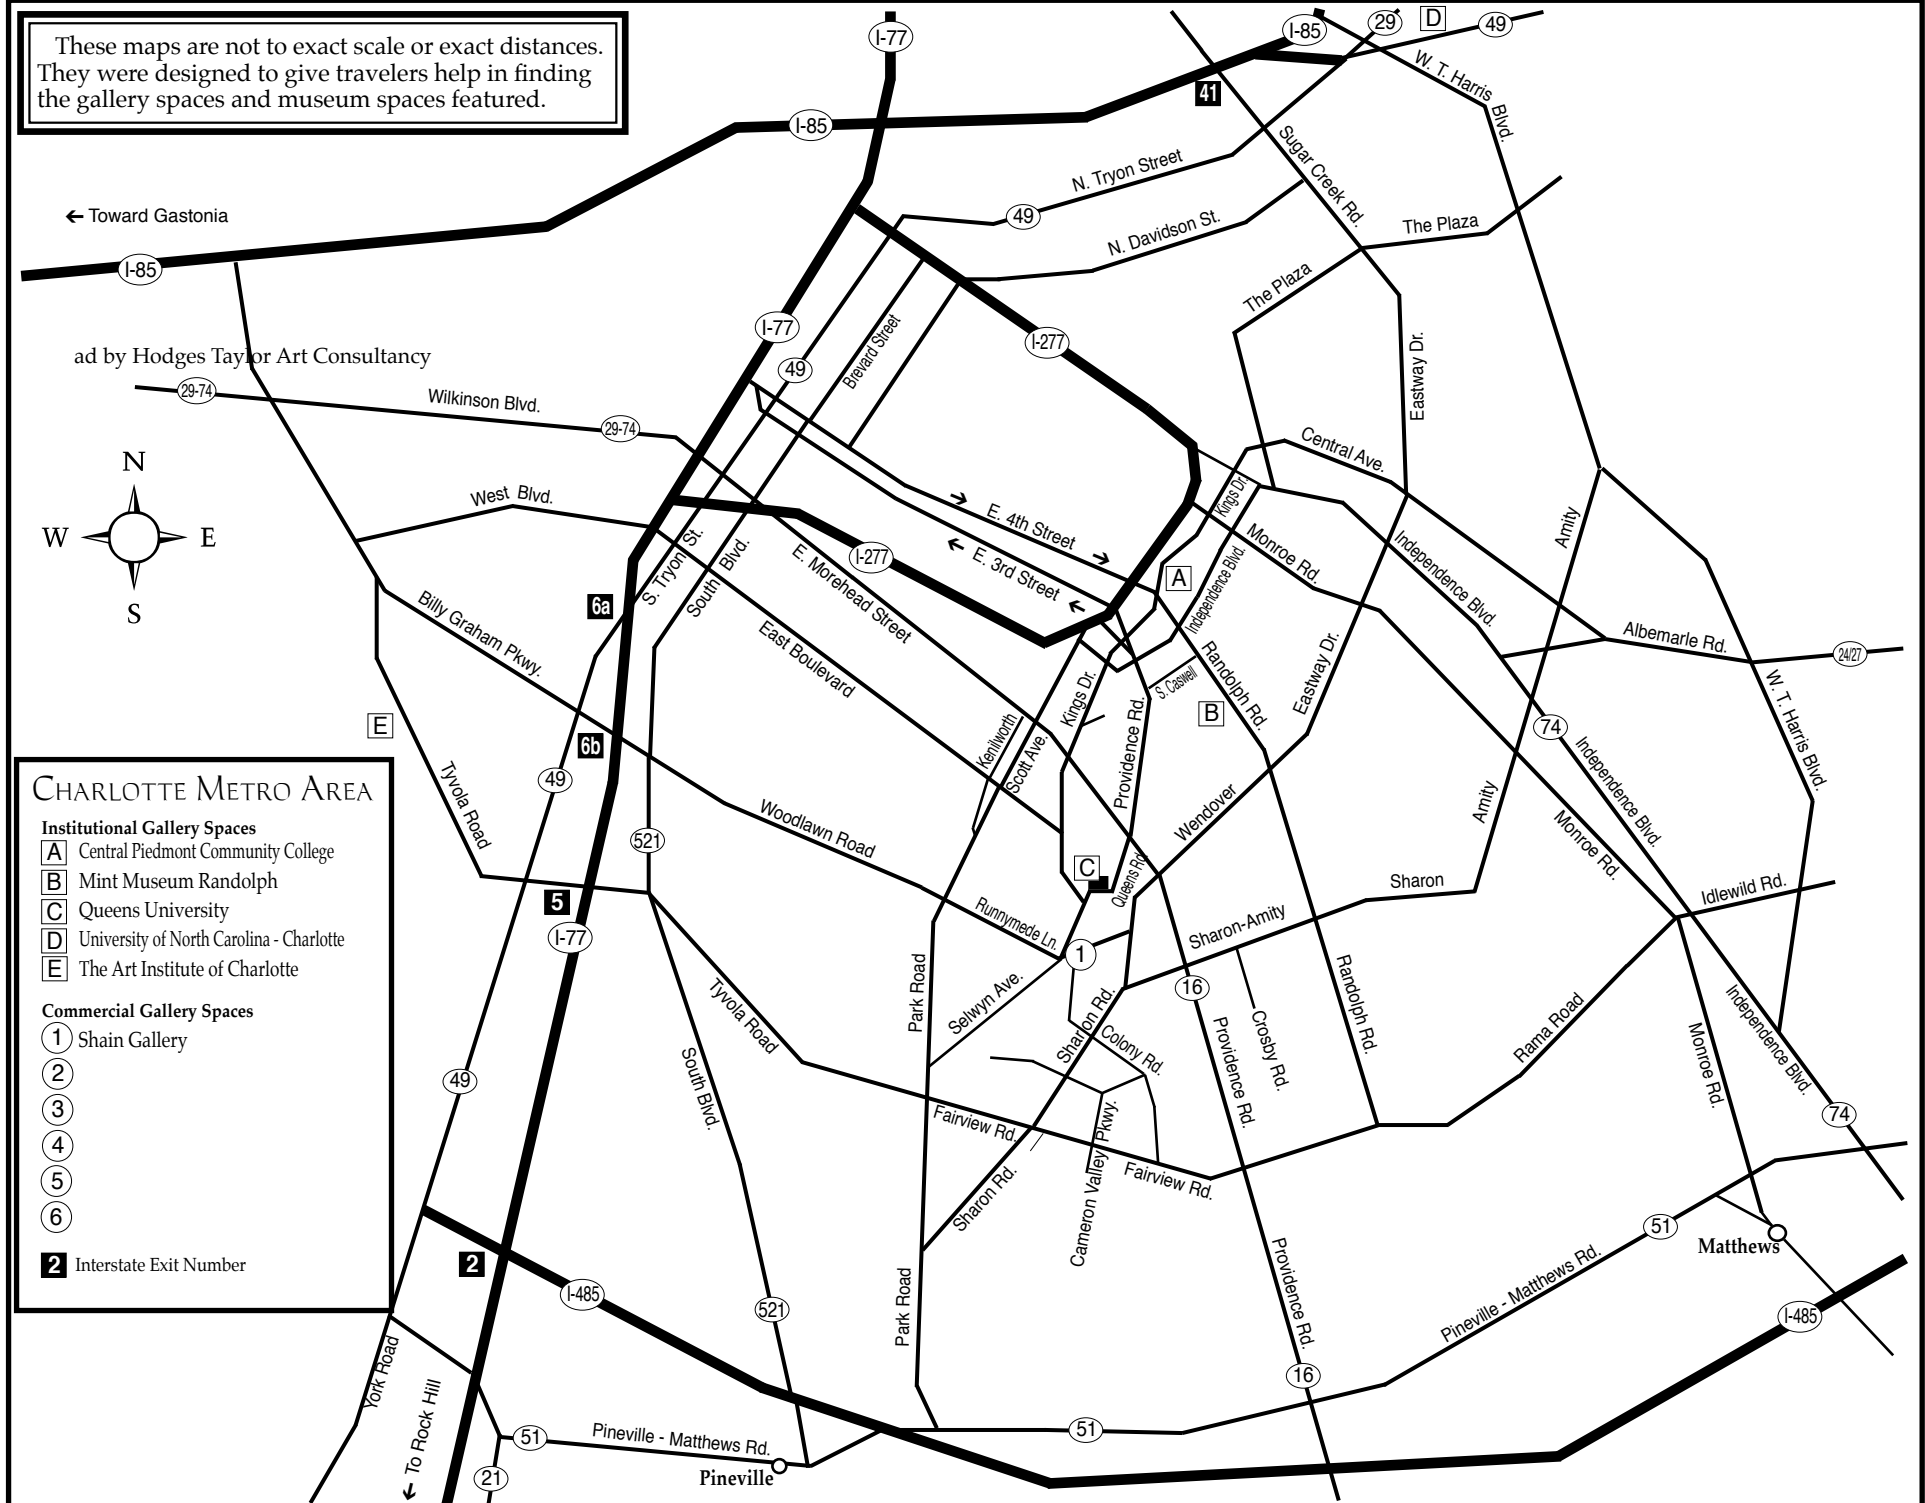 These maps are not to exact scale or exact distances.
They were designed to give travelers help in finding
the gallery spaces and museum spaces featured.
I-77
I-85
29
D
49
W. T. Harris
Blvd.
41
I-85
Sugar Creek Rd.
N. Tryon Street
49
← Toward Gastonia
N. Davidson St.
The Plaza
I-85
The Plaza
I-77
I-277
Eastway Dr.
ad by Hodges Taylor Art Consultancy
49
Brevard Street
29-74
Wilkinson Blvd.
29-74
Central Ave.
N
W
E
S
West Blvd.
Kings Dr.
E. 4th Street
Monroe Rd.
Independence Blvd.
Amity
I-277
E. 3rd Street
S. Tryon St.
South Blvd.
E. Morehead Street
A
Independence Blvd.
6a
Billy Graham Pkwy.
East Boulevard
Albemarle Rd.
24/27
Randolph Rd.
S. Caswell
Eastway Dr.
W. T. Harris Blvd.
E
B
Kings Dr.
Kenilworth
Scott Ave.
Providence Rd.
74
6b
Independence Blvd.
Tyvola Road
49
521
Woodlawn Road
Wendover
Amity
Monroe Rd.
CHARLOTTE METRO AREA
Institutional Gallery Spaces
A Central Piedmont Community College
B Mint Museum Randolph
C Queens University
D University of North Carolina - Charlotte
E The Art Institute of Charlotte
Commercial Gallery Spaces
1 Shain Gallery
2
3
4
5
6
2 Interstate Exit Number
C
Queens Rd.
Sharon
Idlewild Rd.
5
I-77
Runnymede Ln.
1
Sharon-Amity
Selwyn Ave.
Park Road
Tyvola Road
16
Randolph Rd.
Sharon Rd.
Colony Rd.
Crosby Rd.
Providence Rd.
Rama Road
Monroe Rd.
Independence Blvd.
49
South Blvd.
Fairview Rd.
74
Cameron Valley Pkwy.
Fairview Rd.
Sharon Rd.
51
Matthews
2
I-485
521
Park Road
Providence Rd.
Pineville - Matthews Rd.
I-485
York Road
16
← To Rock Hill
51
Pineville - Matthews Rd.
51
21
Pineville